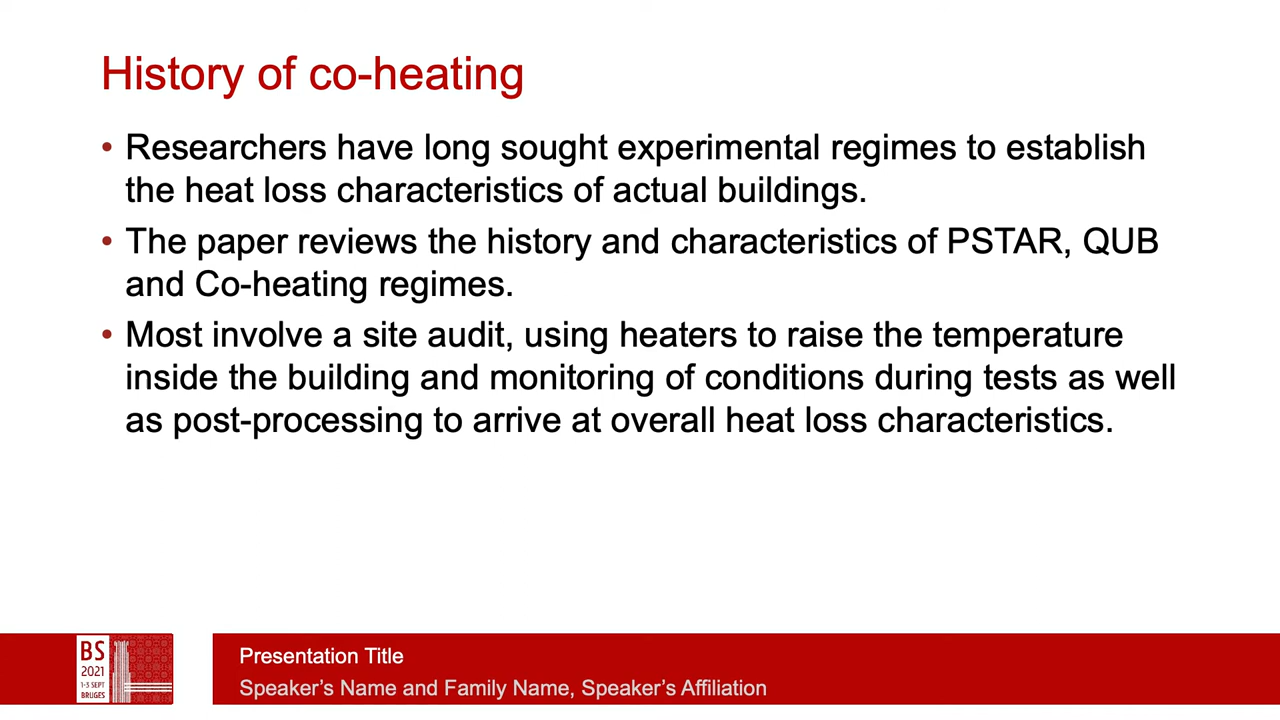 History of co-heating
• Researchers have long sought experimental regimes to establish
the heat loss characteristics of actual buildings.
• The paper reviews the history and characteristics of PSTAR, QUB
and Co-heating regimes.
• Most involve a site audit, using heaters to raise the temperature
inside the building and monitoring of conditions during tests as well
as post-processing to arrive at overall heat loss characteristics.
BS
2021
1-3 SEPT
BRUGES
Presentation Title
Speaker’s Name and Family Name, Speaker’s Affiliation